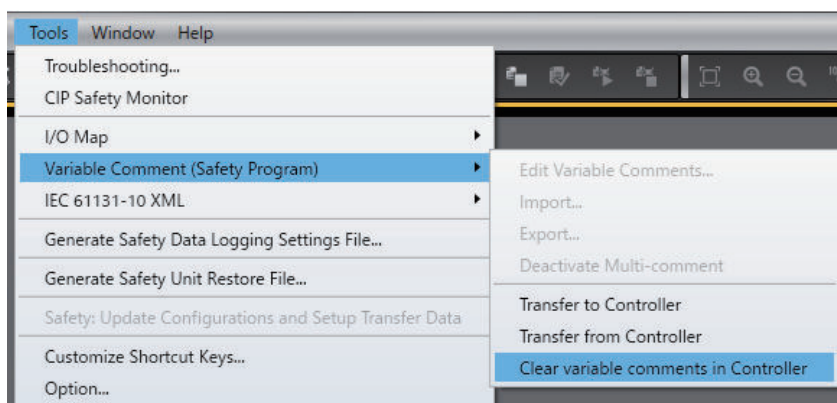 Tools Window Help
Troubleshooting...
CIP Safety Monitor
I/O Map
Variable Comment (Safety Program)
IEC 61131-10 XML
Generate Safety Data Logging Settings File...
Generate Safety Unit Restore File...
Safety: Update Configurations and Setup Transfer Data
Customize Shortcut Keys...
Option...
Edit Variable Comments...
Import...
Export...
Deactivate Multi-comment
Transfer to Controller
Transfer from Controller
Clear variable comments in Controller